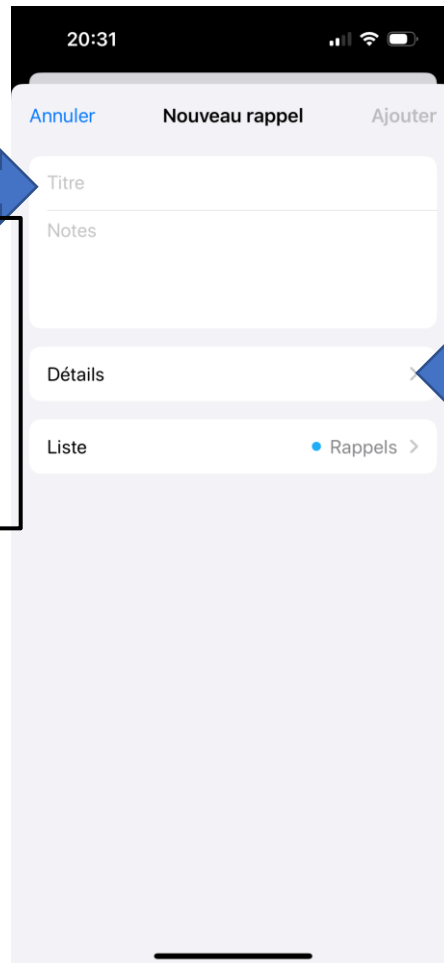 20:31
Annuler Nouveau rappel Ajouter
Titre
Notes
Détails
Liste Rappels